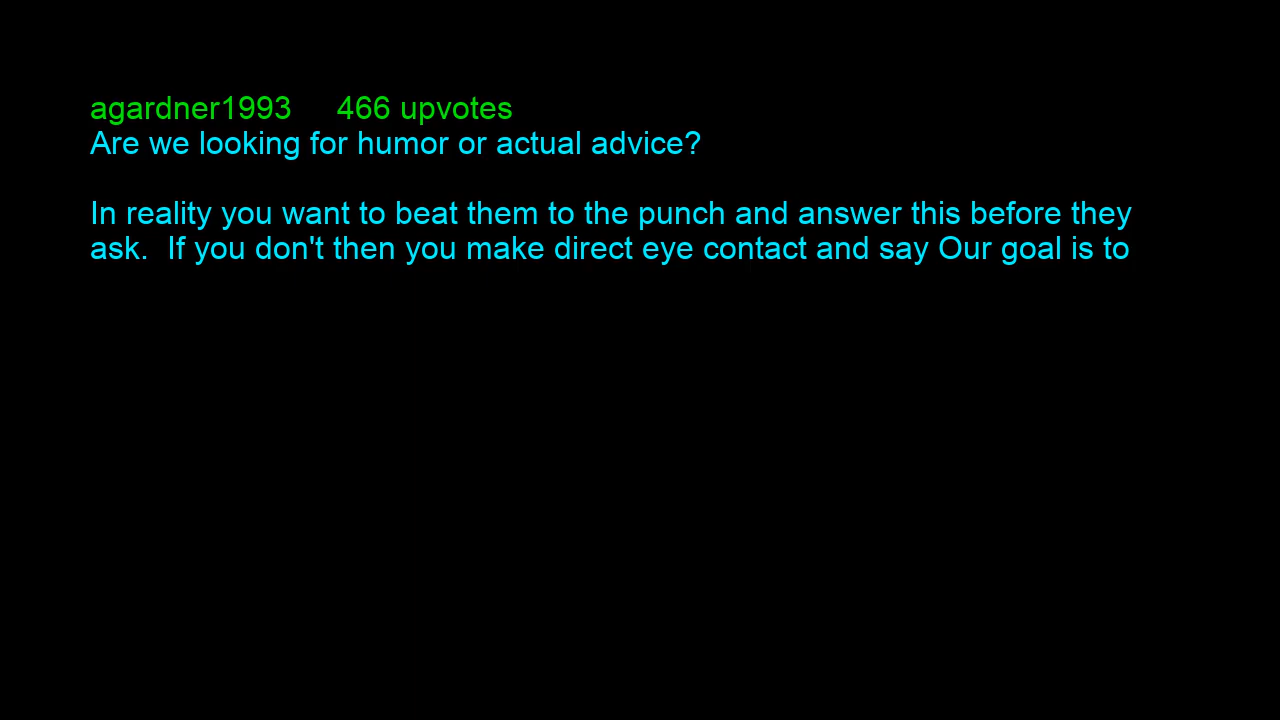 agardner1993 466 upvotes
Are we looking for humor or actual advice?
In reality you want to beat them to the punch and answer this before they
ask. If you don't then you make direct eye contact and say Our goal is to